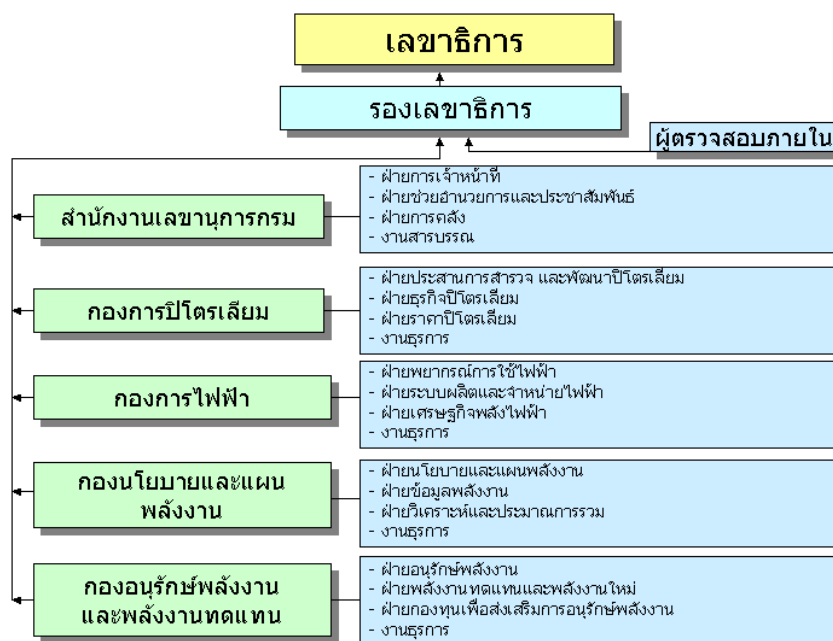 เลขาธิการ
รองเลขาธิการ
ผู้ตรวจสอบภายใน
สำนักงานเลขานุการกรม
- ฝ่ายการเจ้าหน้าที่
- ฝ่ายช่วยอำนวยการและประชาสัมพันธ์
- ฝ่ายการคลัง
- งานสารบรรณ
กองการปิโตรเลียม
- ฝ่ายประสานการสำรวจ และพัฒนาปิโตรเลียม
- ฝ่ายธุรกิจปิโตรเลียม
- ฝ่ายราคาปิโตรเลียม
- งานธุรการ
กองการไฟฟ้า
- ฝ่ายพยากรณ์การใช้ไฟฟ้า
- ฝ่ายระบบผลิตและจำหน่ายไฟฟ้า
- ฝ่ายเศรษฐกิจพลังไฟฟ้า
- งานธุรการ
กองนโยบายและแผน
พลังงาน
- ฝ่ายนโยบายและแผนพลังงาน
- ฝ่ายข้อมูลพลังงาน
- ฝ่ายวิเคราะห์และประมาณการรวม
- งานธุรการ
กองอนุรักษ์พลังงาน
และพลังงานทดแทน
- ฝ่ายอนุรักษ์พลังงาน
- ฝ่ายพลังงานทดแทนและพลังงานใหม่
- ฝ่ายกองทุนเพื่อส่งเสริมการอนุรักษ์พลังงาน
- งานธุรการ